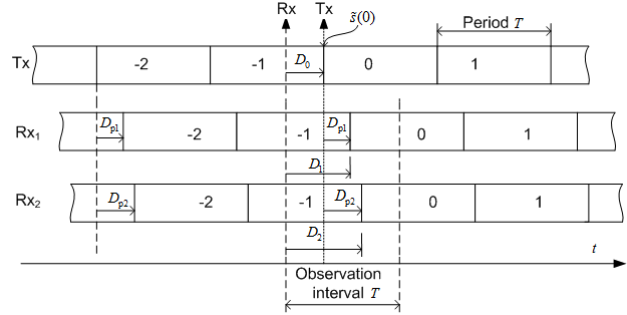 Rx Tx s̃(0)
Period T
Tx -2 -1 D₀ 0 1
Rx₁ Dₚ₁ -2 -1 Dₚ₁ 0 1
D₁
Rx₂ Dₚ₂ -2 -1 Dₚ₂ 0 1
D₂
t
Observation
interval T